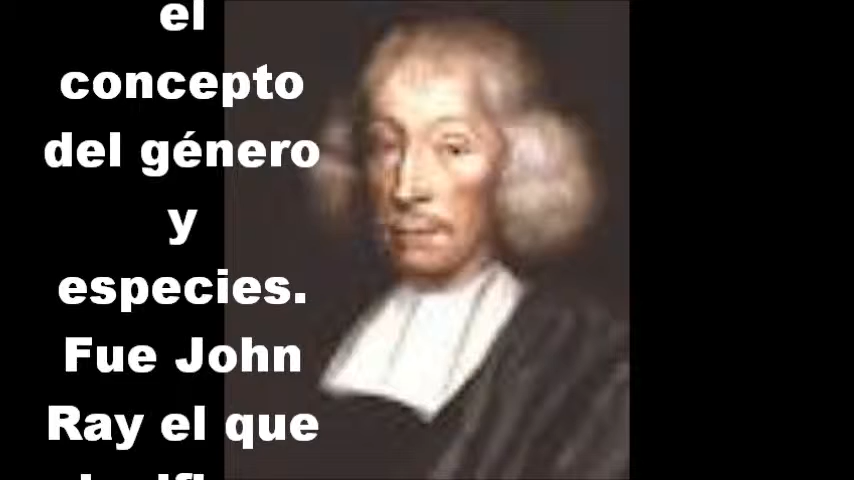 el
concepto
del género
y
especies.
Fue John
Ray el que